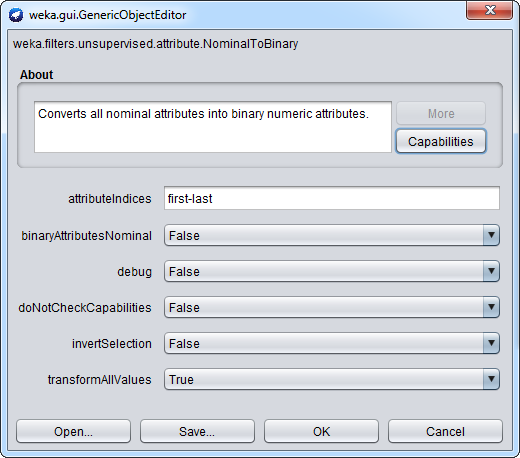 weka.gui.GenericObjectEditor
weka.filters.unsupervised.attribute.NominalToBinary
About
Converts all nominal attributes into binary numeric attributes.
More
Capabilities
attributeIndices first-last
binaryAttributesNominal False
debug False
doNotCheckCapabilities False
invertSelection False
transformAllValues True
Open... Save... OK Cancel